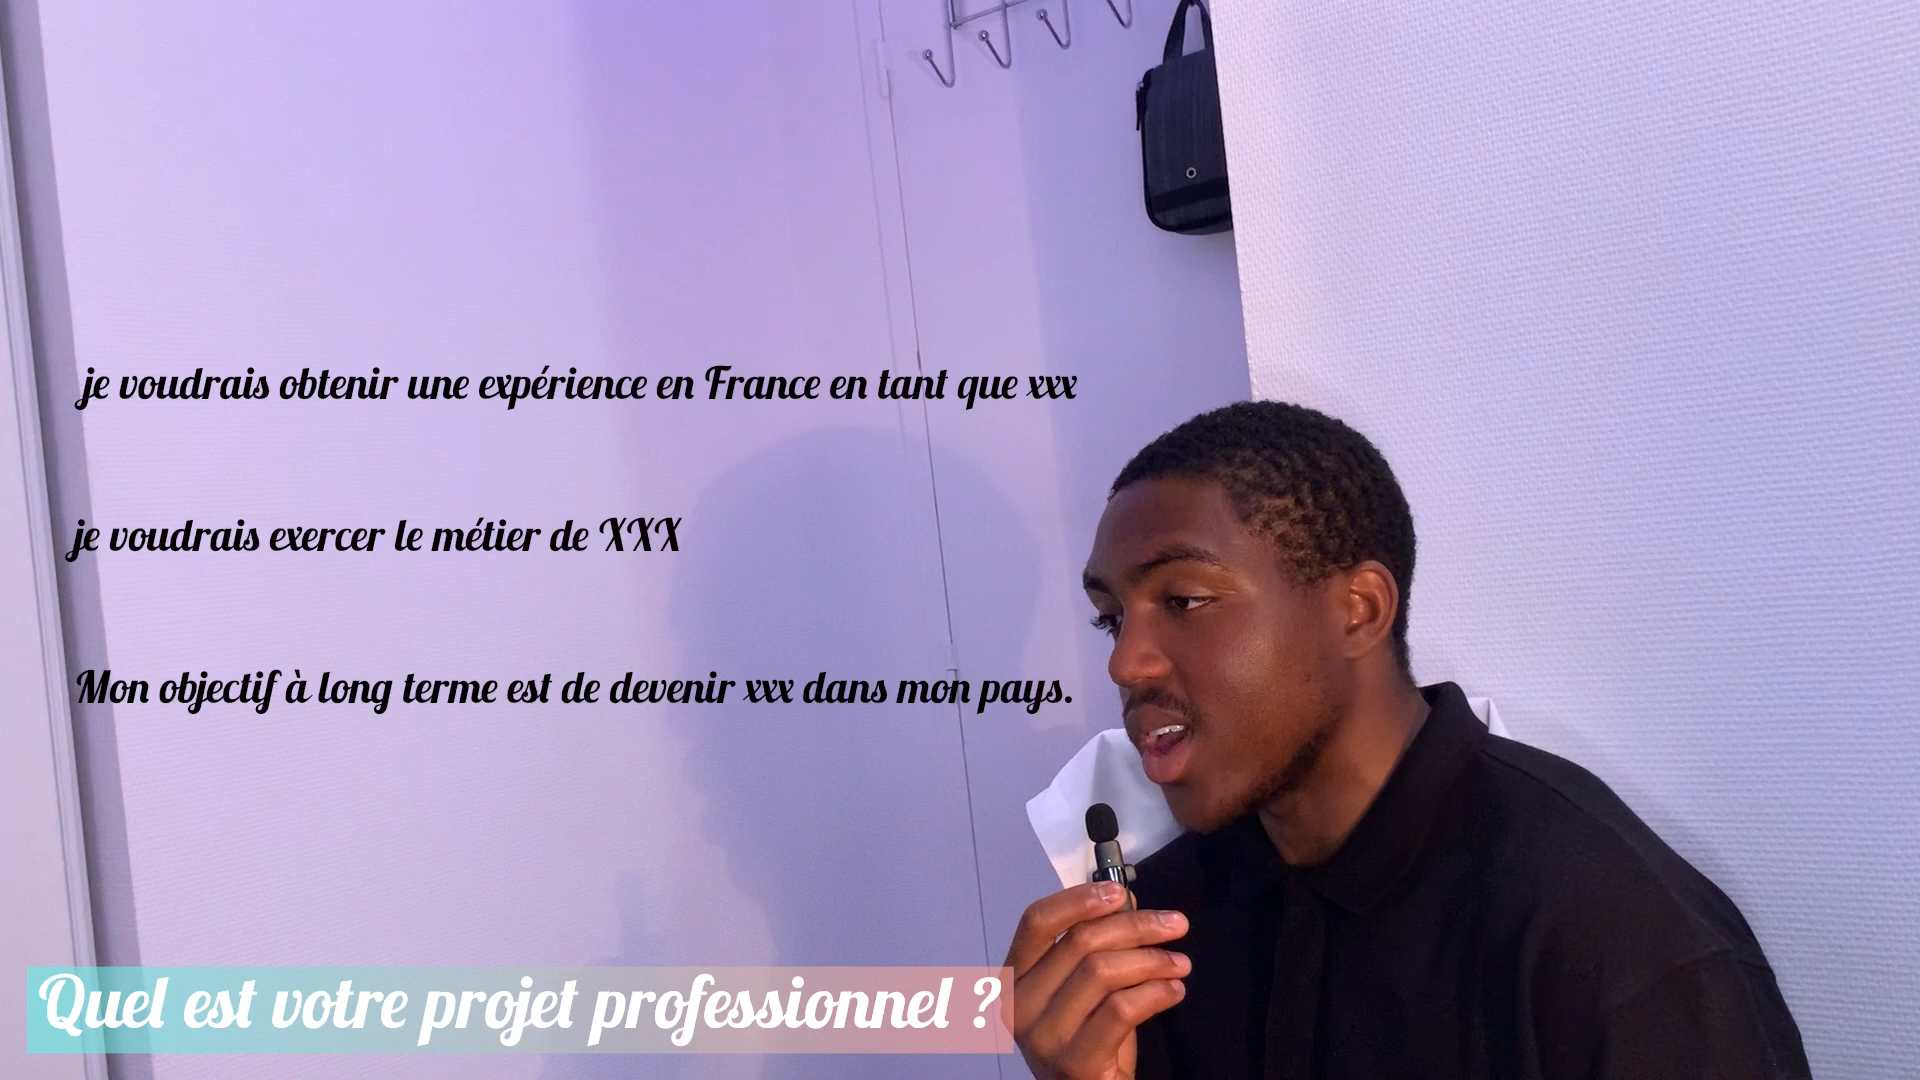 je voudrais obtenir une expérience en France en tant que xxx
je voudrais exercer le métier de XXX
Mon objectif à long terme est de devenir xxx dans mon pays.
Quel est votre projet professionnel ?